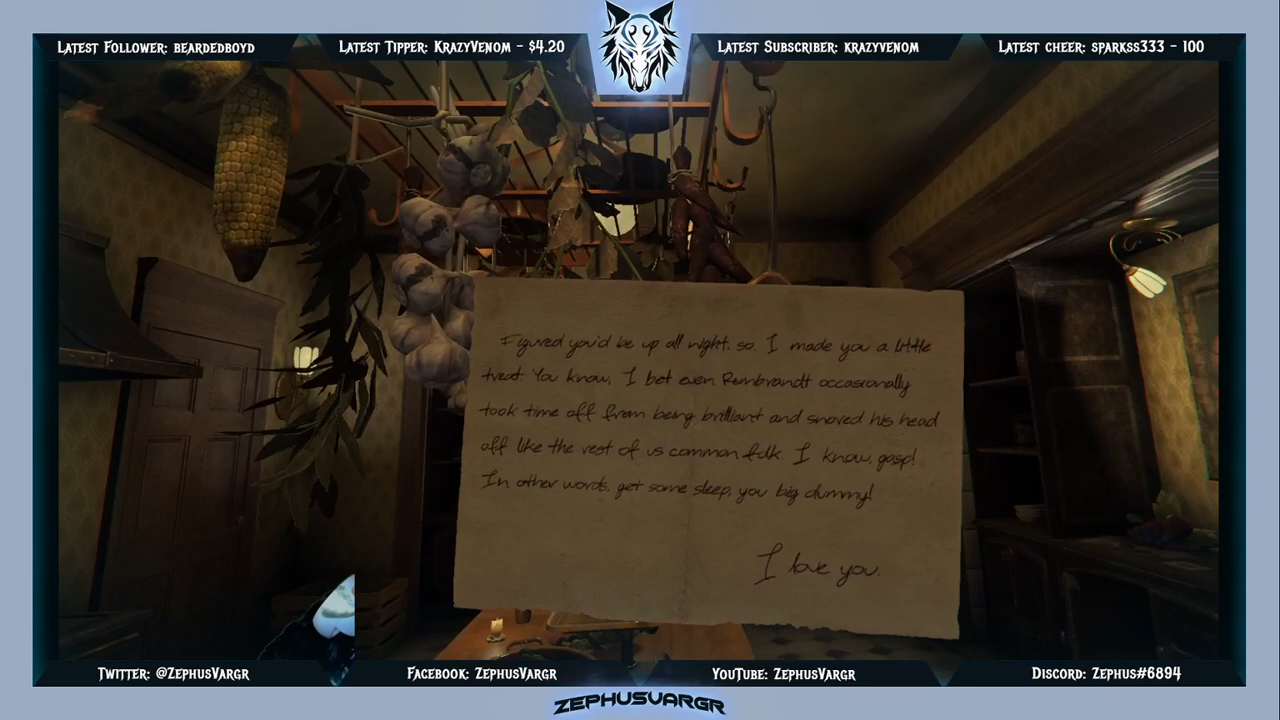 Latest Follower: beardedboyd
Latest Tipper: KrazyVenom - $4.20
Latest Subscriber: krazyvenom
Latest cheer: sparkss333 - 100
Figured you'd be up all night, so I made you a little
treat. You know, I bet even Rembrandt occasionally
took time off from being brilliant and snored his head
off like the rest of us common folk. I know, gasp!
In other words, get some sleep, you big dummy!
I love you.
Twitter: @ZephusVargr
Facebook: ZephusVargr
YouTube: ZephusVargr
Discord: Zephus#6894
ZEPHUSVARGR